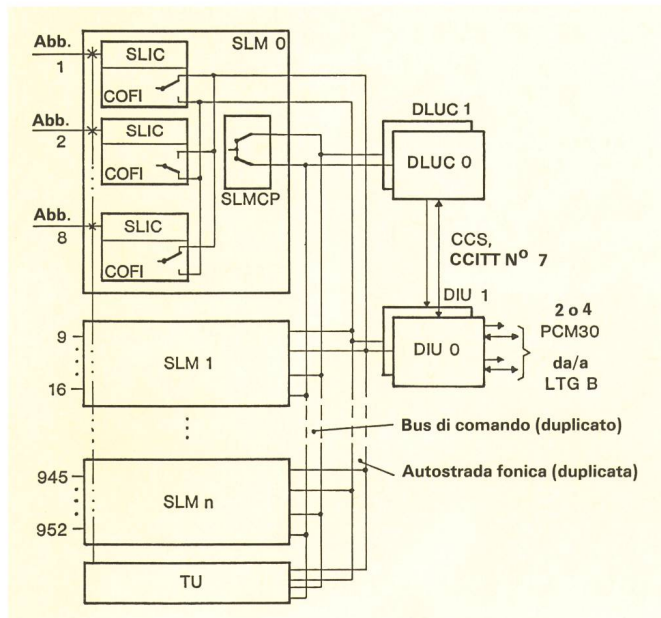 Abb.
1
SLIC
COFI
SLM 0
Abb.
2
SLIC
COFI
SLMCP
Abb.
8
SLIC
COFI
DLUC 1
DLUC 0
CCS,
CCITT Nº 7
DIU 1
DIU 0
2 o 4
PCM30
da/a
LTG B
9
16
SLM 1
Bus di comando (duplicato)
Autostrada fonica (duplicata)
945
952
SLM n
TU